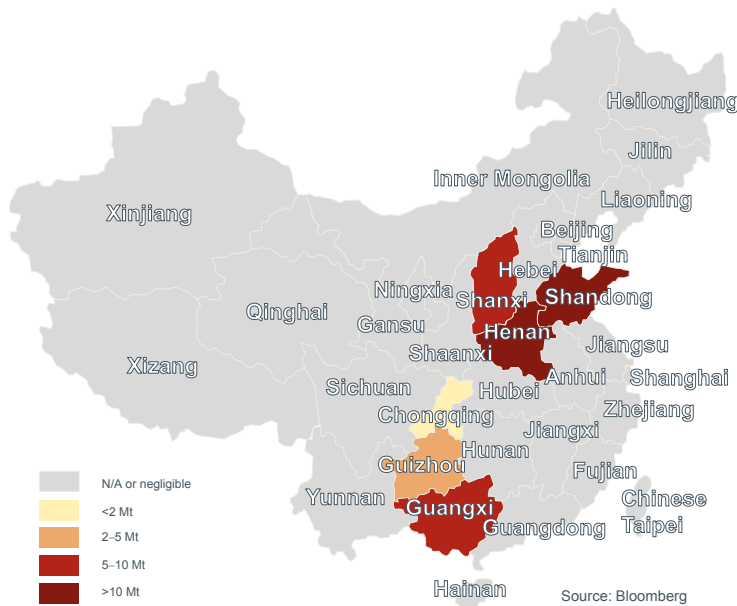 Heilongjiang
Jilin
Inner Mongolia
Liaoning
Xinjiang
Beijing
Tianjin
Hebei
Ningxia
Shanxi
Shandong
Qinghai
Gansu
Henan
Jiangsu
Shaanxi
Xizang
Anhui
Shanghai
Sichuan
Hubei
Zhejiang
Chongqing
Jiangxi
Hunan
Guizhou
Fujian
N/A or negligible
Yunnan
Chinese
Taipei
<2 Mt
Guangxi
Guangdong
2–5 Mt
5–10 Mt
Hainan
>10 Mt
Source: Bloomberg